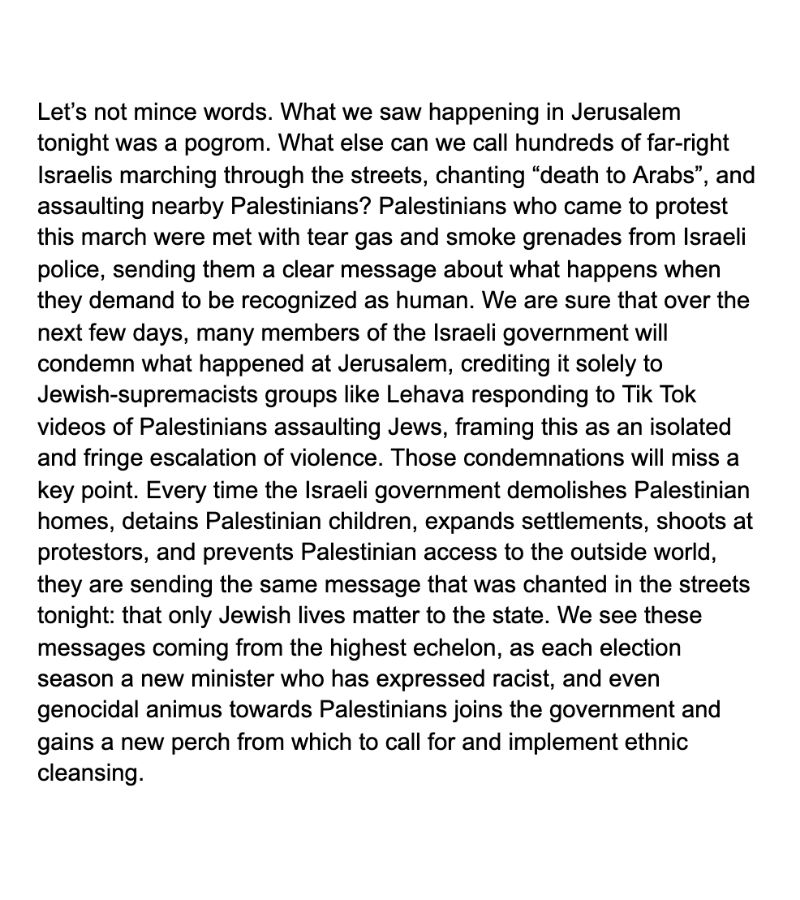 Let’s not mince words. What we saw happening in Jerusalem
tonight was a pogrom. What else can we call hundreds of far-right
Israelis marching through the streets, chanting “death to Arabs”, and
assaulting nearby Palestinians? Palestinians who came to protest
this march were met with tear gas and smoke grenades from Israeli
police, sending them a clear message about what happens when
they demand to be recognized as human. We are sure that over the
next few days, many members of the Israeli government will
condemn what happened at Jerusalem, crediting it solely to
Jewish-supremacists groups like Lehava responding to Tik Tok
videos of Palestinians assaulting Jews, framing this as an isolated
and fringe escalation of violence. Those condemnations will miss a
key point. Every time the Israeli government demolishes Palestinian
homes, detains Palestinian children, expands settlements, shoots at
protestors, and prevents Palestinian access to the outside world,
they are sending the same message that was chanted in the streets
tonight: that only Jewish lives matter to the state. We see these
messages coming from the highest echelon, as each election
season a new minister who has expressed racist, and even
genocidal animus towards Palestinians joins the government and
gains a new perch from which to call for and implement ethnic
cleansing.